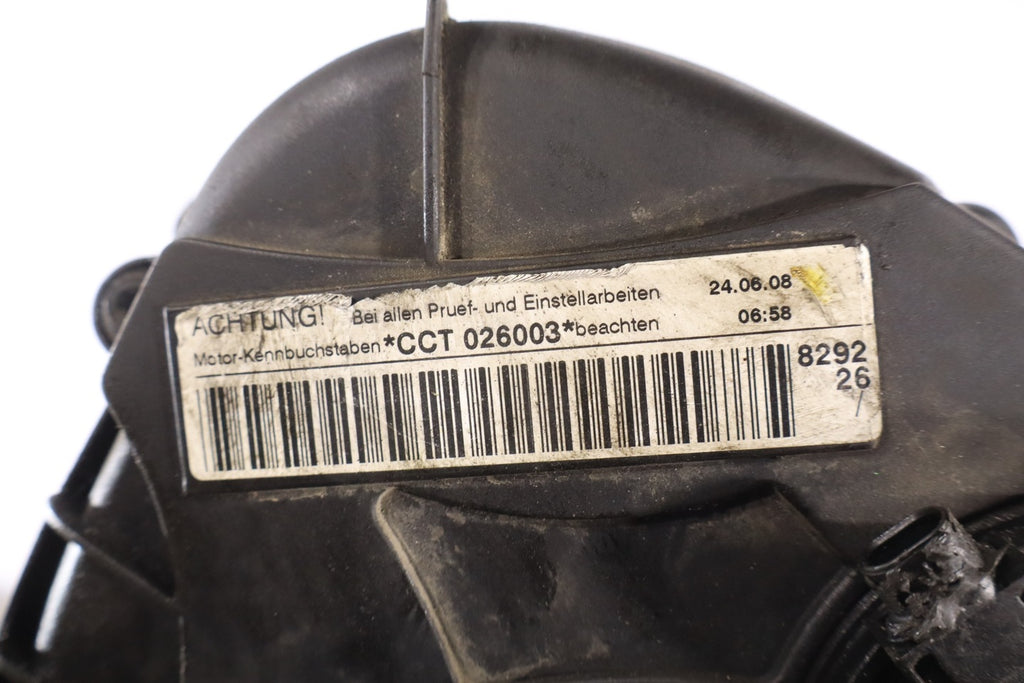 ACHTUNG! Bei allen Pruef- und Einstellarbeiten 24.06.08
Motor-Kennbuchstaben *CCT 026003* beachten 06:58
8292
26
/